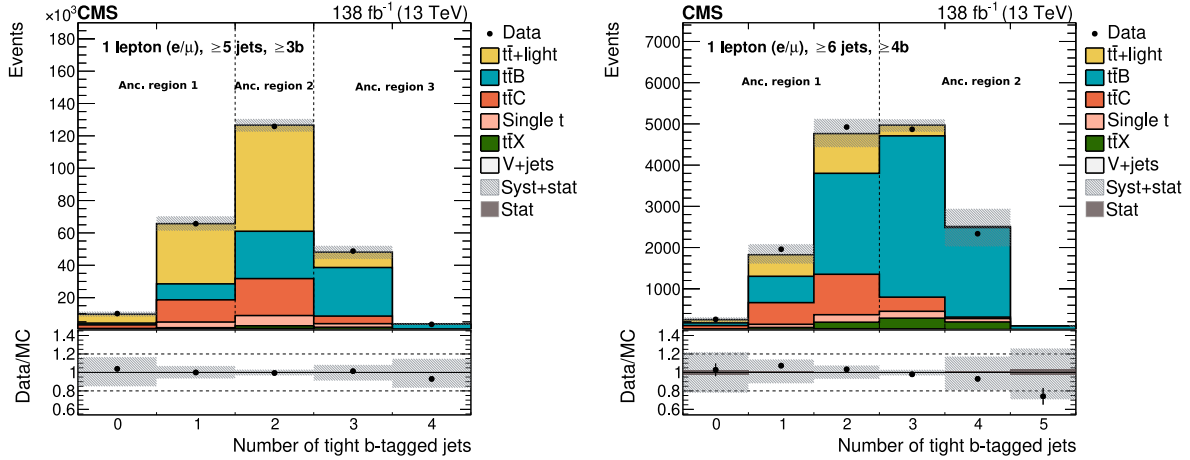 CMS 138 fb⁻¹ (13 TeV)
×10³
Events
180
160
140
120
100
80
60
40
20
1 lepton (e/μ), ≥5 jets, ≥3b
Anc. region 1 Anc. region 2 Anc. region 3
Data
tt̄+light
tt̄B
tt̄C
Single t
tt̄X
V+jets
Syst+stat
Stat
Data/MC
1.4
1.2
1
0.8
0.6
0 1 2 3 4
Number of tight b-tagged jets
CMS 138 fb⁻¹ (13 TeV)
Events
7000
6000
5000
4000
3000
2000
1000
1 lepton (e/μ), ≥6 jets, ≥4b
Anc. region 1 Anc. region 2
Data
tt̄+light
tt̄B
tt̄C
Single t
tt̄X
V+jets
Syst+stat
Stat
Data/MC
1.4
1.2
1
0.8
0.6
0 1 2 3 4 5
Number of tight b-tagged jets